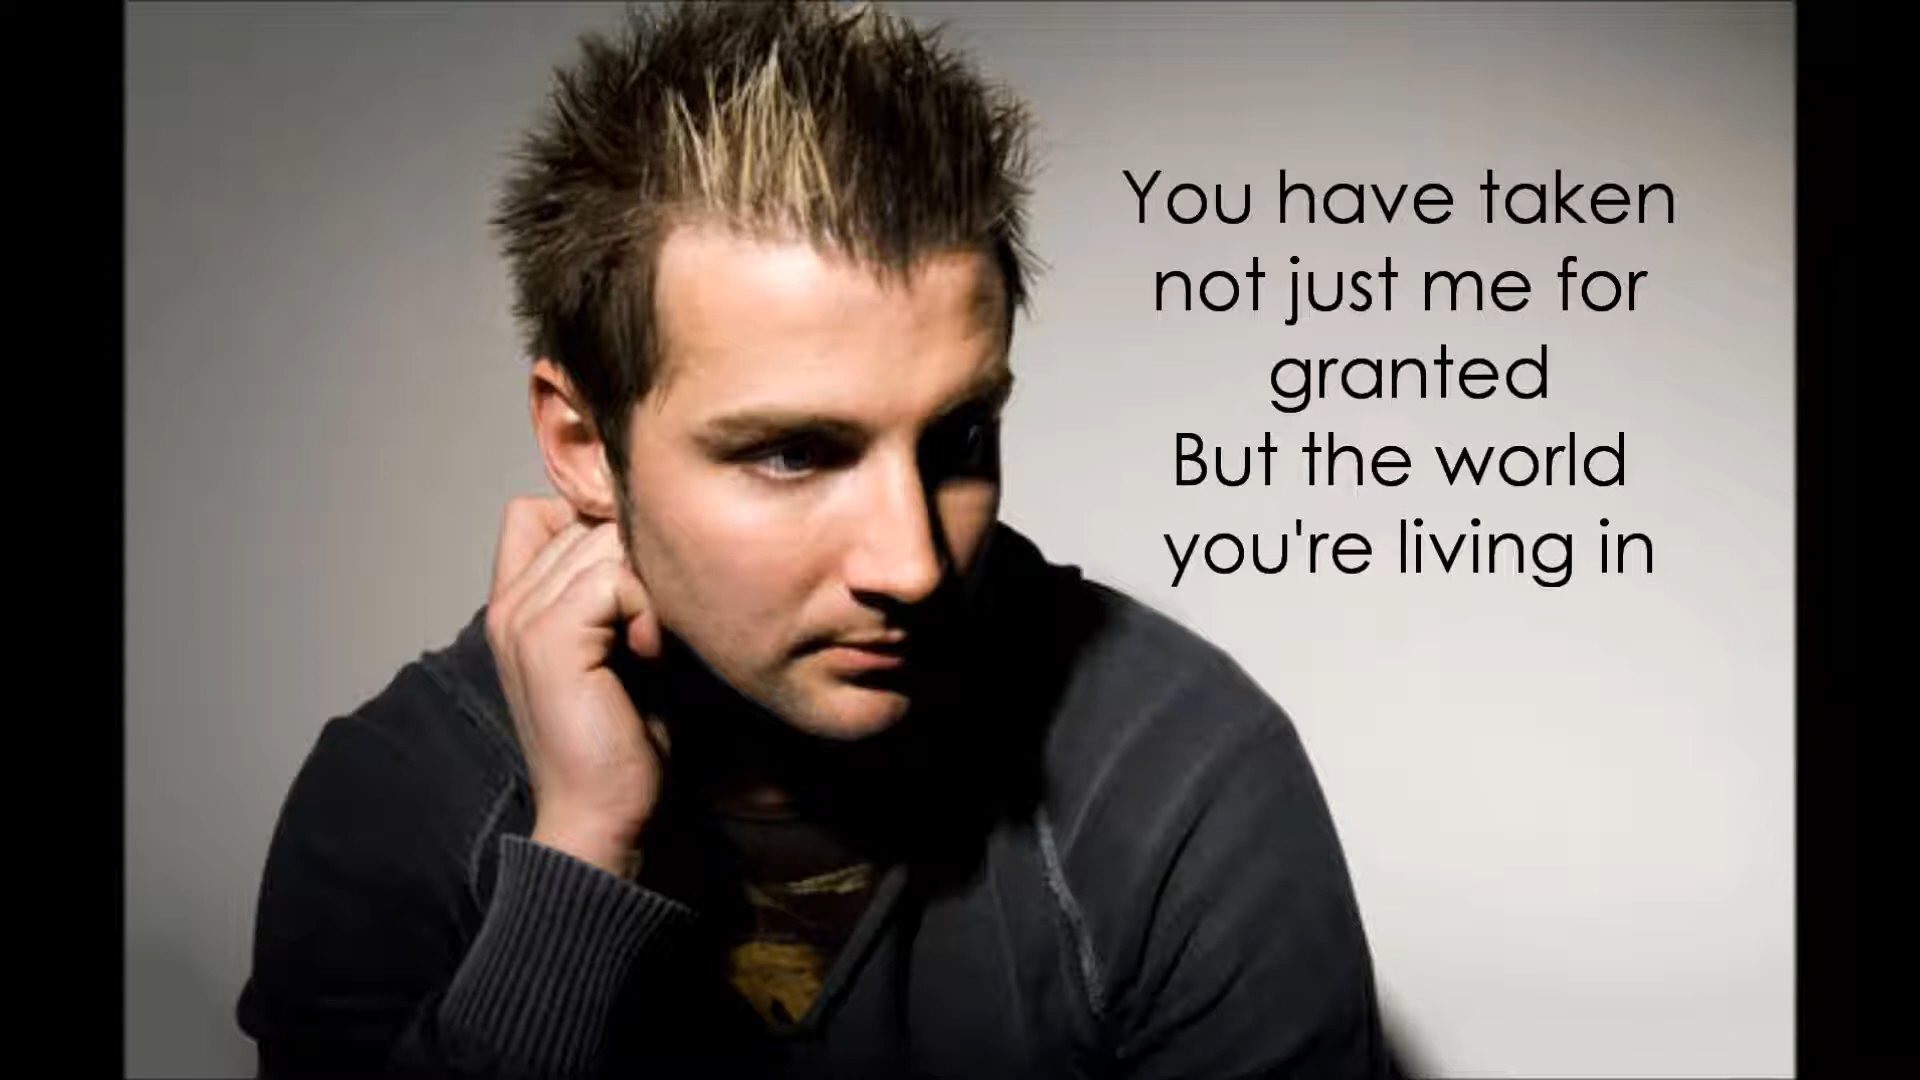 You have taken
not just me for
granted
But the world
you're living in